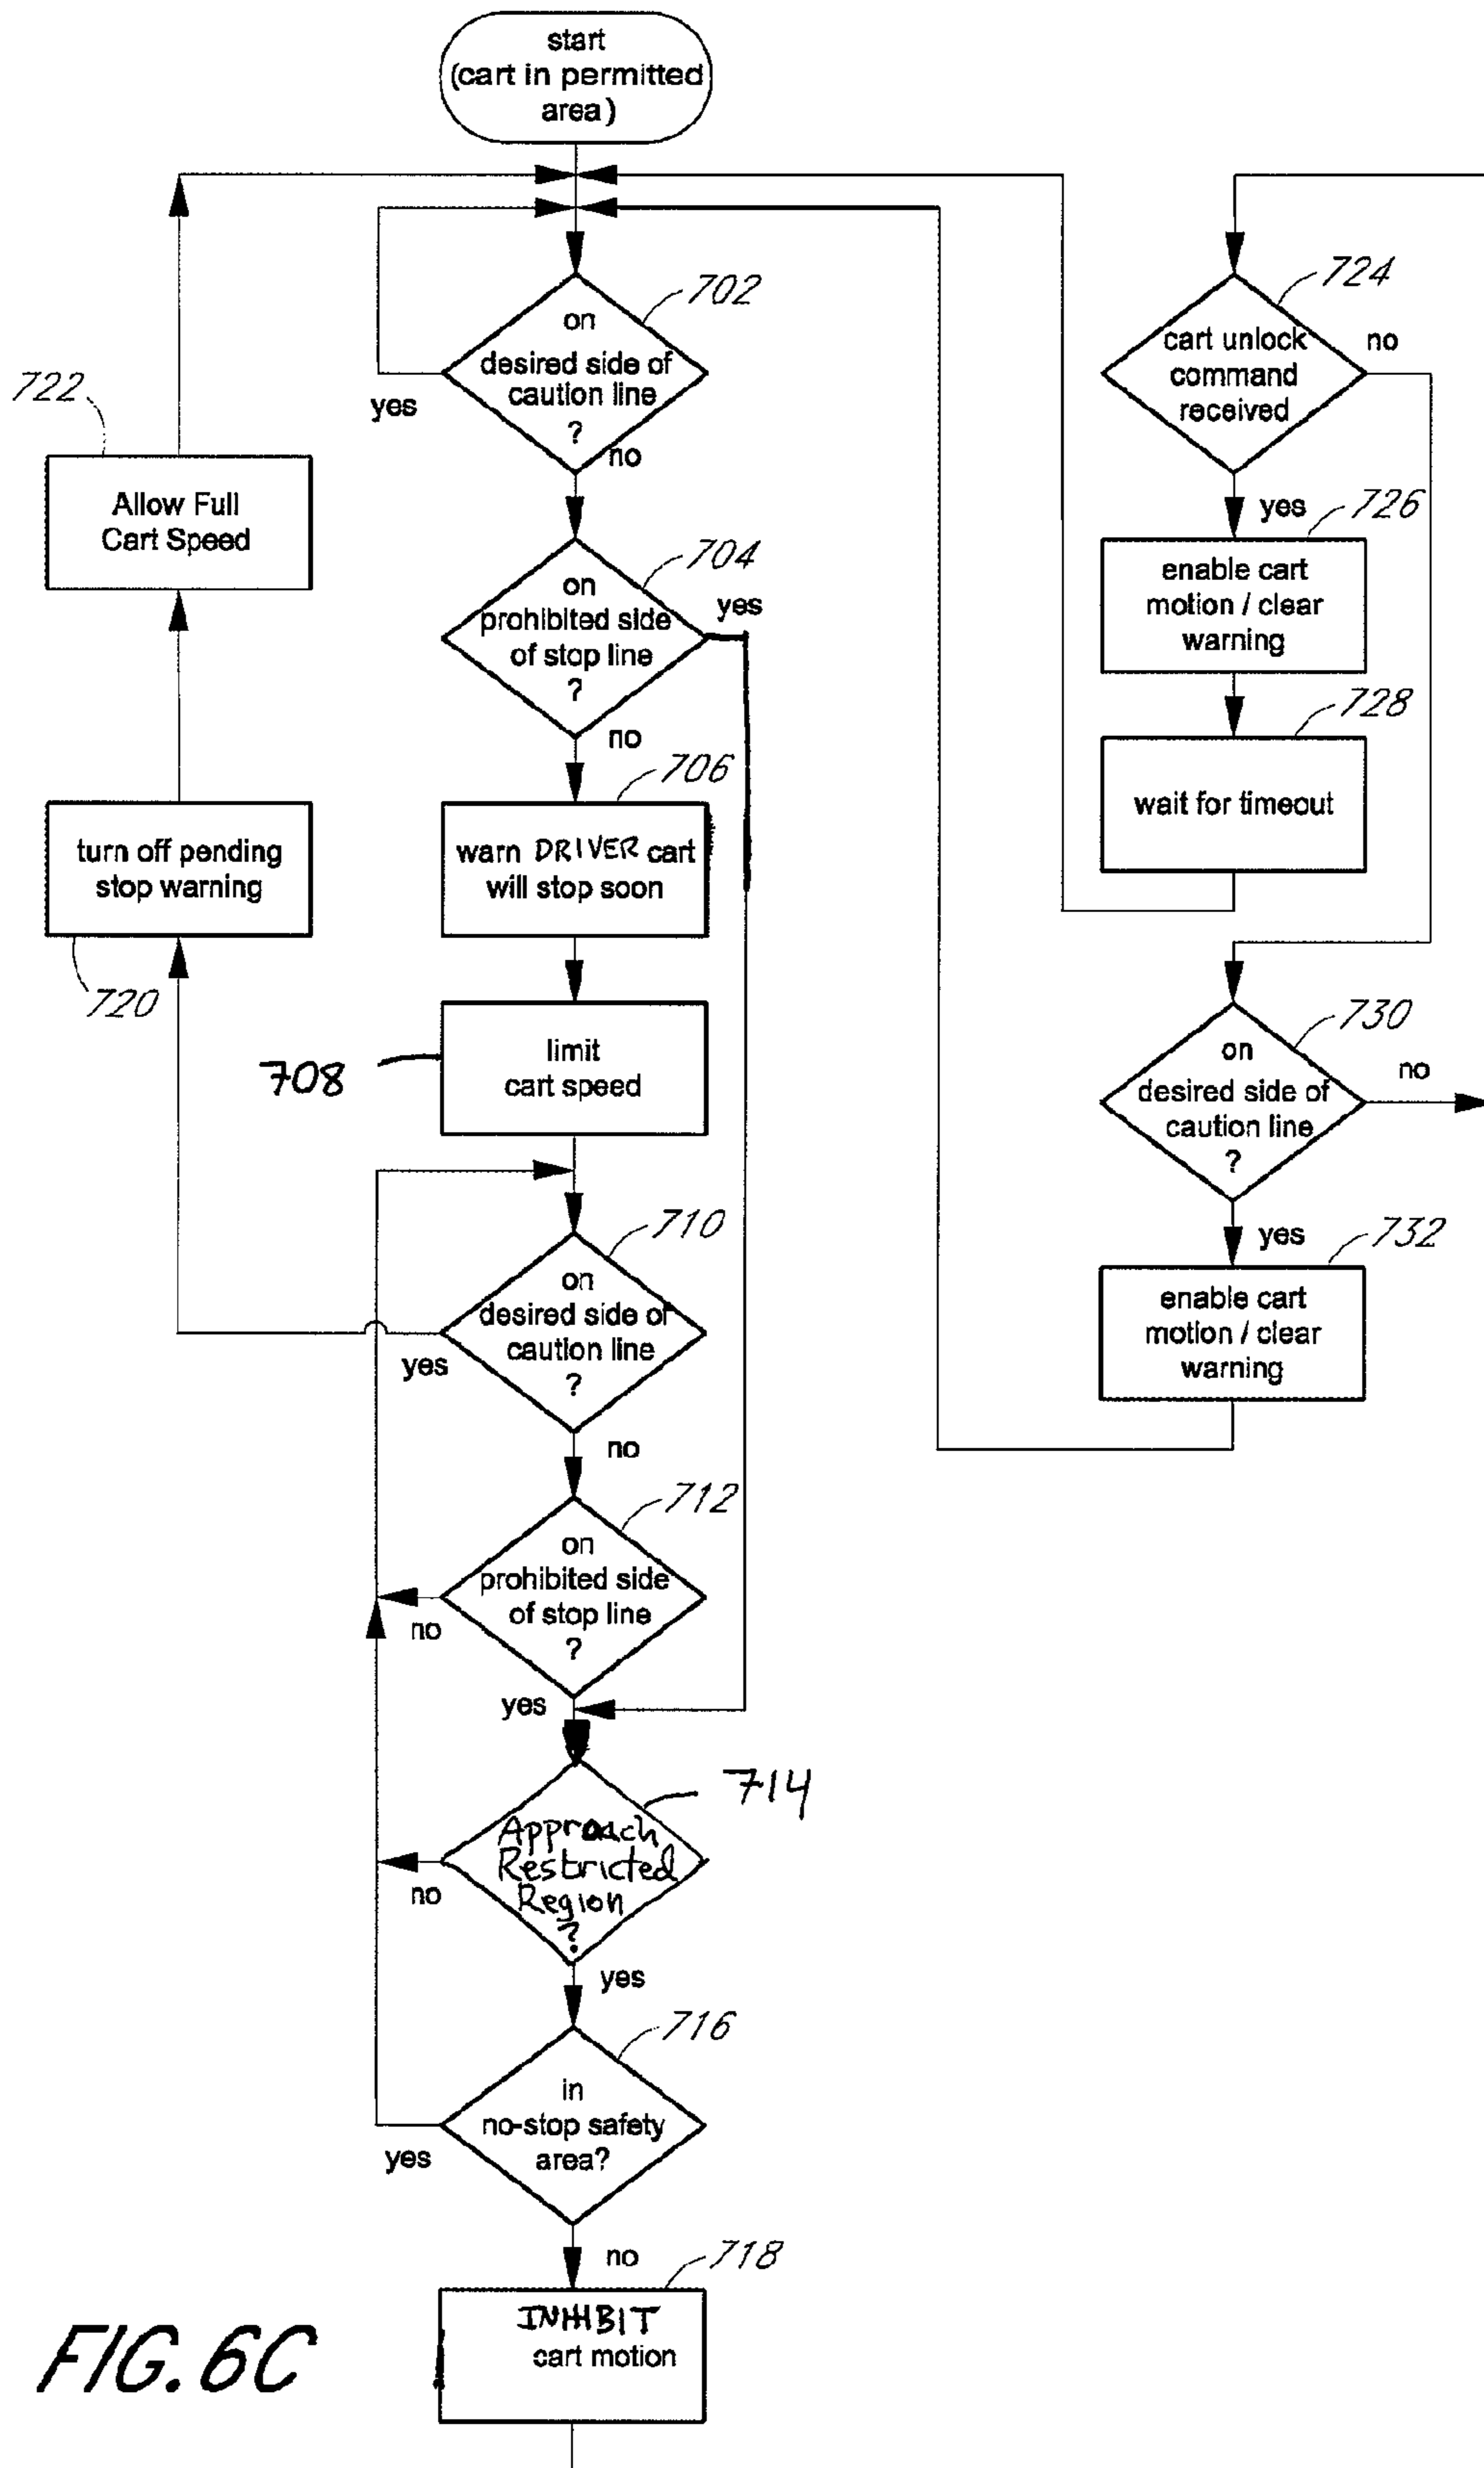 start
(cart in permitted
area)
702
on
desired side of
caution line
?
yes
no
722
Allow Full
Cart Speed
704
on
prohibited side
of stop line
?
yes
no
706
warn DRIVER cart
will stop soon
turn off pending
stop warning
720
708
limit
cart speed
710
on
desired side of
caution line
?
yes
no
712
on
prohibited side
of stop line
?
no
yes
714
Approach
Restricted
Region
?
no
yes
716
in
no-stop safety
area?
yes
no
718
INHIBIT
cart motion
724
cart unlock
command
received
no
yes
726
enable cart
motion / clear
warning
728
wait for timeout
730
on
desired side of
caution line
?
no
yes
732
enable cart
motion / clear
warning
FIG. 6C